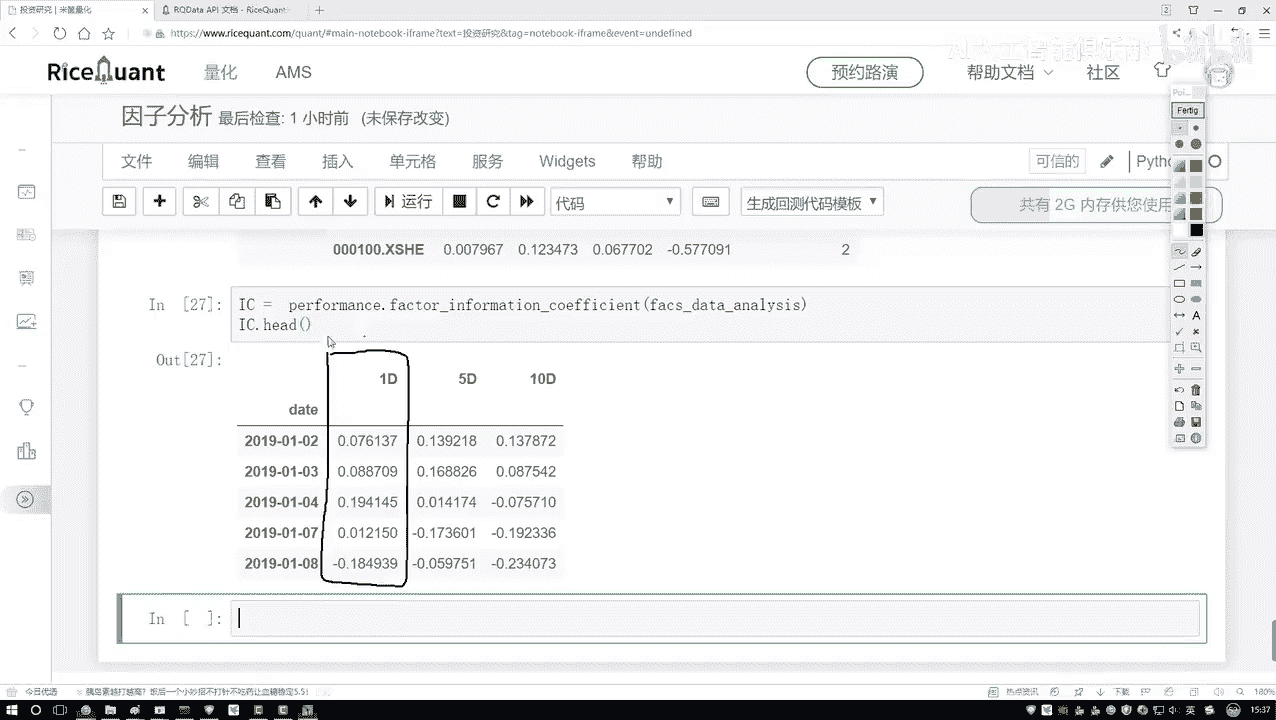 投资研究 | 米筐量化
RQData API 文档 - RiceQuant
https://www.ricequant.com/quant/#main-notebook-iframe?text=投资研究&tag=notebook-iframe&event=undefined
RiceQuant 量化 AMS 预约路演 帮助文档 社区
因子分析 最后检查: 1 小时前 (未保存改变)
文件 编辑 查看 插入 单元格 服务 Widgets 帮助 可信的 Pytho
运行 代码 生成回测代码模板 共有 2G 内存供您使用
Fertig
000100.XSHE 0.007967 0.123473 0.067702 -0.577091 2
In [27]: IC = performance.factor_information_coefficient(facs_data_analysis)
IC.head()
Out[27]:
1D 5D 10D
date
2019-01-02 0.076137 0.139218 0.137872
2019-01-03 0.088709 0.168826 0.087542
2019-01-04 0.194145 0.014174 -0.075710
2019-01-07 0.012150 -0.173601 -0.192336
2019-01-08 -0.184939 -0.059751 -0.234073
In [ ]:
今日优选
热点资讯 下载 180%
英 15:37